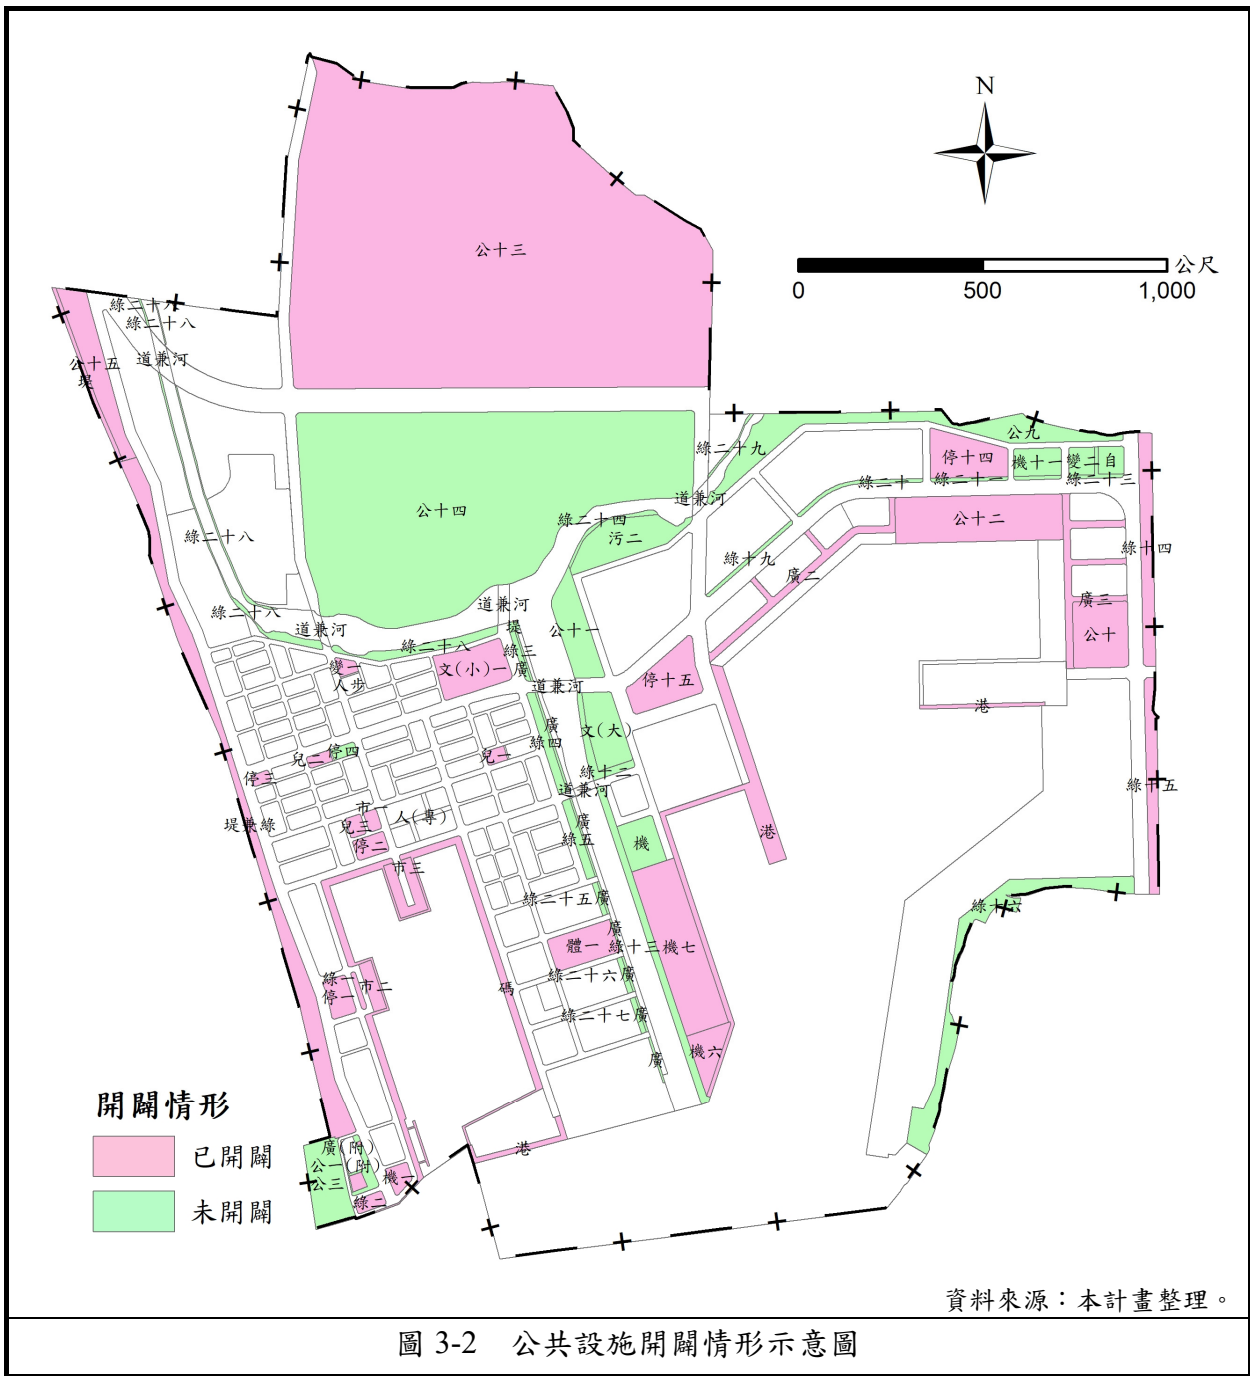 N
公尺
0 500 1,000
公十三
綠二十八
綠二十八
公十五
道兼河
堤
公九
停十四
機十一
變二
自
綠二十九
綠二十
綠二十一
綠二十三
道兼河
公十四
綠二十四
公十二
污二
綠二十八
綠十四
綠十九
廣二
廣三
綠二十八
道兼河
道兼河
堤
公十一
公十
綠二十八
綠三
變一
文(小)一
廣
人步
道兼河
停十五
港
廣
文(大)
停四
綠四
兒二
兒一
停三
綠十二
綠十五
道兼河
市一
人(專)
廣
堤兼綠
兒三
港
綠五
停二
機
市三
綠二十五
廣
綠十六
廣
體一
綠十三
機七
綠一
綠二十六
廣
停一
市二
碼
綠二十七
廣
機六
廣
開闢情形
已開闢
未開闢
廣(附)
港
公一(附)
機一
公三
綠二
資料來源：本計畫整理。
圖 3-2 公共設施開闢情形示意圖